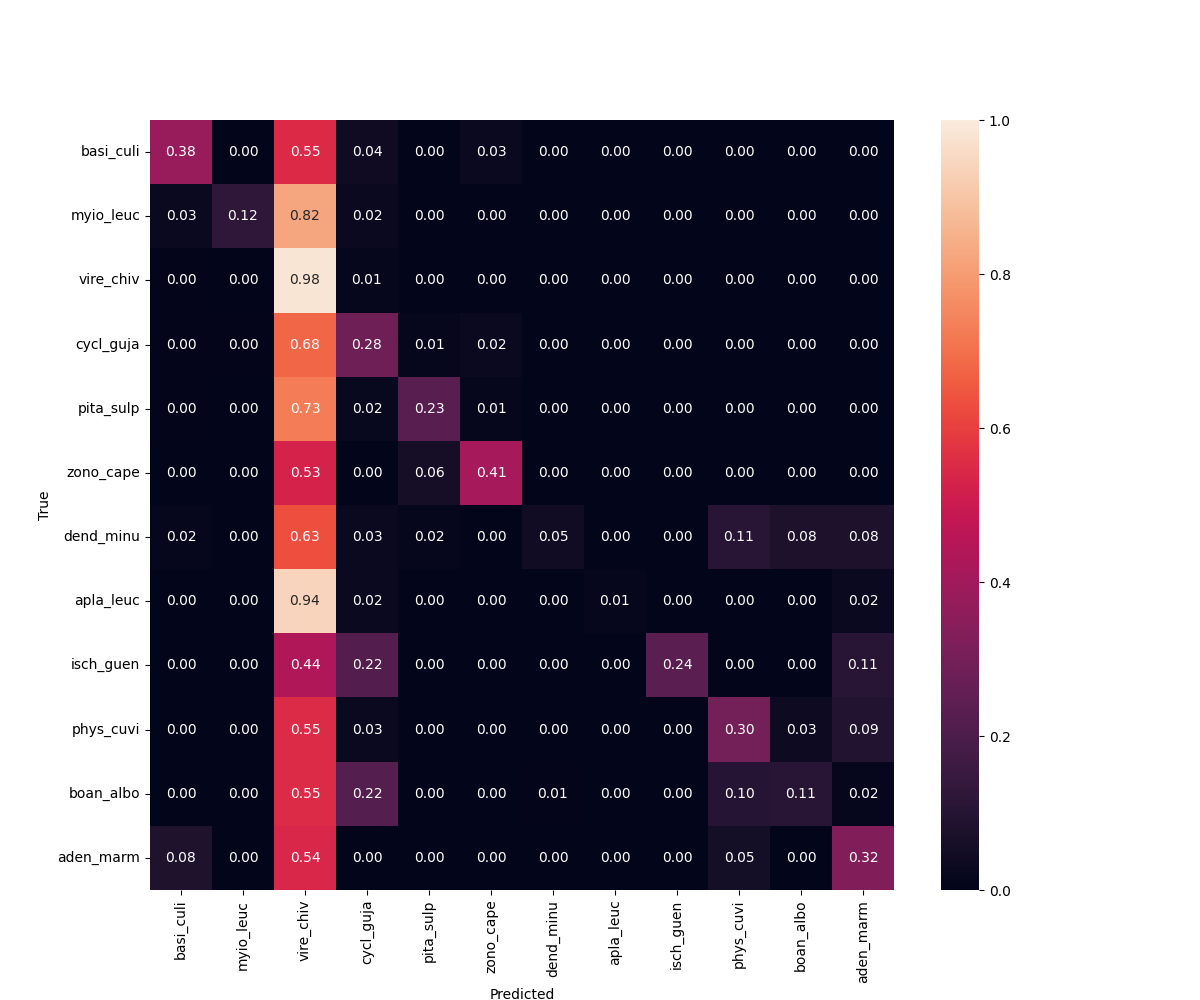 basi_culi 0.38 0.00 0.55 0.04 0.00 0.03 0.00 0.00 0.00 0.00 0.00 0.00
myio_leuc 0.03 0.12 0.82 0.02 0.00 0.00 0.00 0.00 0.00 0.00 0.00 0.00
vire_chiv 0.00 0.00 0.98 0.01 0.00 0.00 0.00 0.00 0.00 0.00 0.00 0.00
cycl_guja 0.00 0.00 0.68 0.28 0.01 0.02 0.00 0.00 0.00 0.00 0.00 0.00
pita_sulp 0.00 0.00 0.73 0.02 0.23 0.01 0.00 0.00 0.00 0.00 0.00 0.00
zono_cape 0.00 0.00 0.53 0.00 0.06 0.41 0.00 0.00 0.00 0.00 0.00 0.00
dend_minu 0.02 0.00 0.63 0.03 0.02 0.00 0.05 0.00 0.00 0.11 0.08 0.08
apla_leuc 0.00 0.00 0.94 0.02 0.00 0.00 0.00 0.01 0.00 0.00 0.00 0.02
isch_guen 0.00 0.00 0.44 0.22 0.00 0.00 0.00 0.00 0.24 0.00 0.00 0.11
phys_cuvi 0.00 0.00 0.55 0.03 0.00 0.00 0.00 0.00 0.00 0.30 0.03 0.09
boan_albo 0.00 0.00 0.55 0.22 0.00 0.00 0.01 0.00 0.00 0.10 0.11 0.02
aden_marm 0.08 0.00 0.54 0.00 0.00 0.00 0.00 0.00 0.00 0.05 0.00 0.32
True
basi_culi myio_leuc vire_chiv cycl_guja pita_sulp zono_cape dend_minu apla_leuc isch_guen phys_cuvi boan_albo aden_marm
Predicted
1.0
0.8
0.6
0.4
0.2
0.0